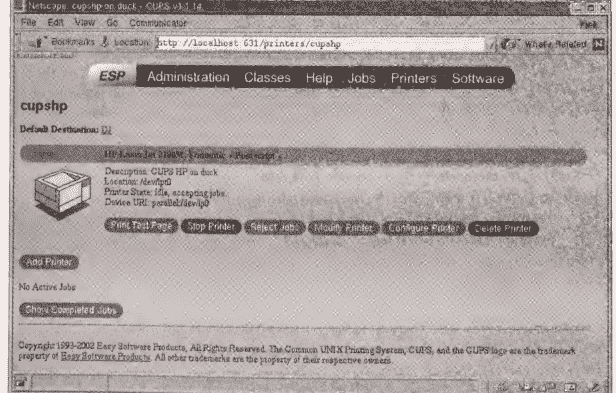 Netscape: cupshp on duck - CUPS v1.1.14
File Edit View Go Communicator Help
Bookmarks Location: http://localhost:631/printers/cupshp What's Related
ESP Administration Classes Help Jobs Printers Software
cupshp
Default Destination: DJ
Description: CUPS HP on duck
Location: /dev/lp0
Printer State: idle, accepting jobs.
Device URI: parallel:/dev/lp0
Print Test Page Stop Printer Reject Jobs Modify Printer Configure Printer Delete Printer
Add Printer
No Active Jobs
Show Completed Jobs
Copyright 1993-2002 Easy Software Products, All Rights Reserved. The Common UNIX Printing System, CUPS, and the CUPS logo are the trademark
property of Easy Software Products. All other trademarks are the property of their respective owners.